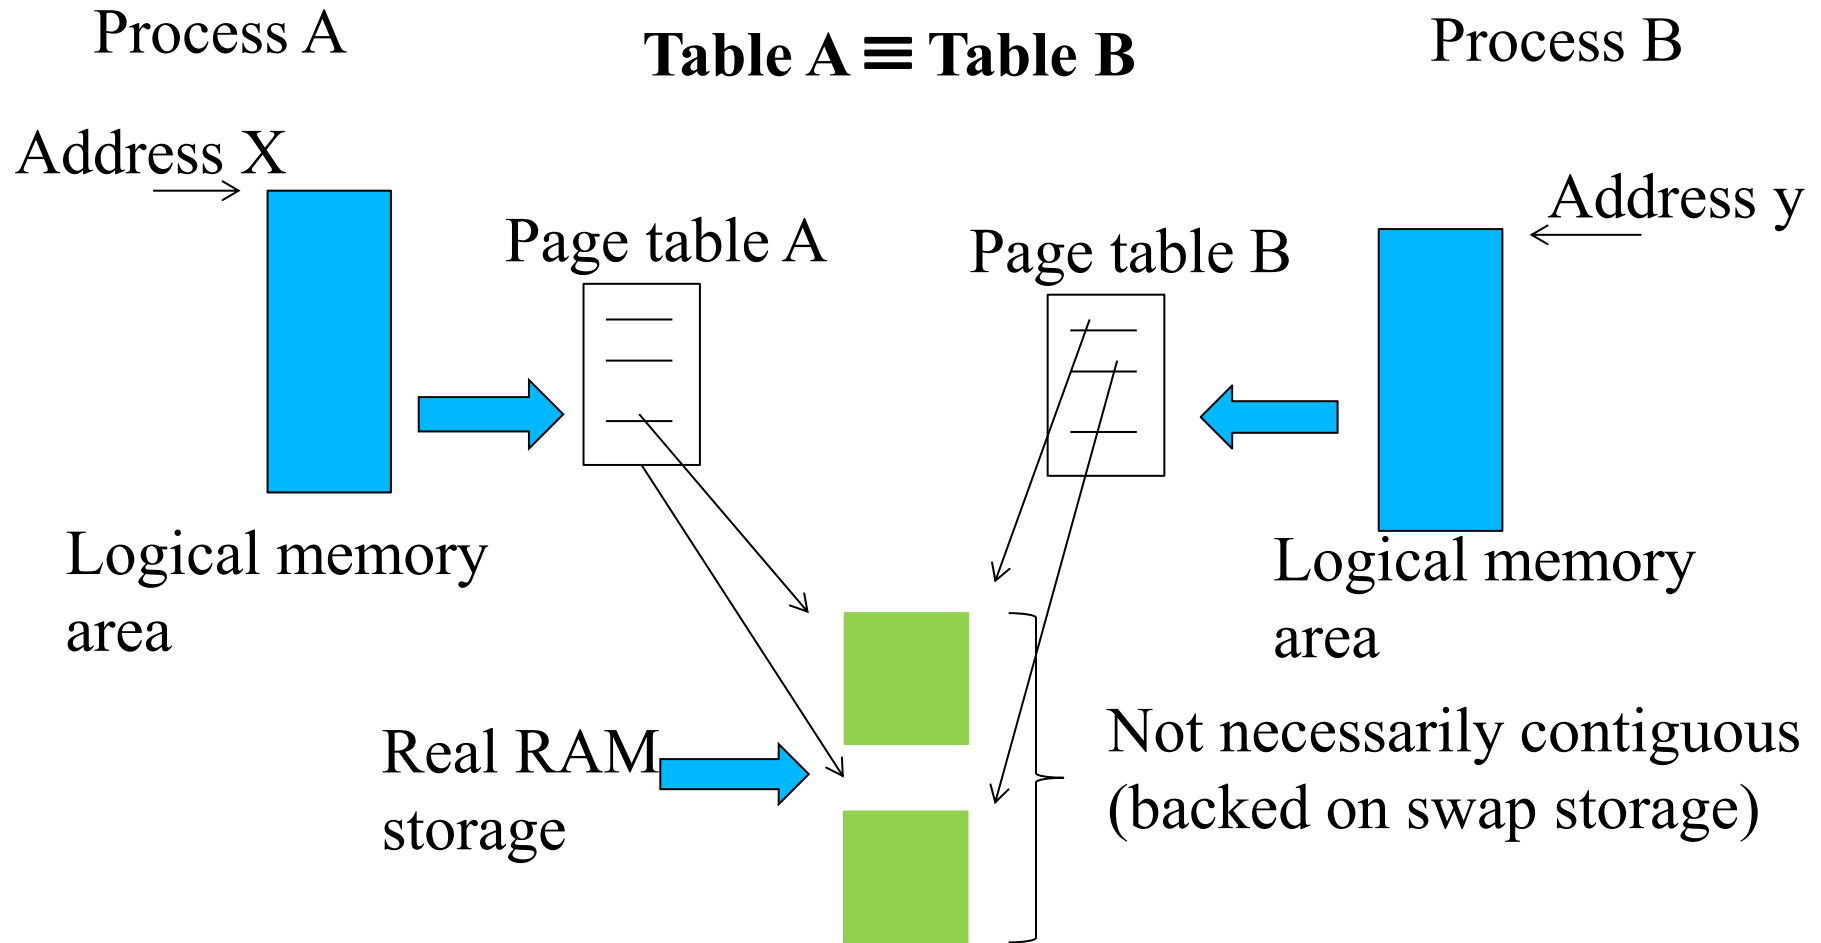 Process A
Table A ≡ Table B
Process B
Address X
Address y
Page table A
Page table B
Logical memory
area
Logical memory
area
Real RAM
storage
Not necessarily contiguous
(backed on swap storage)